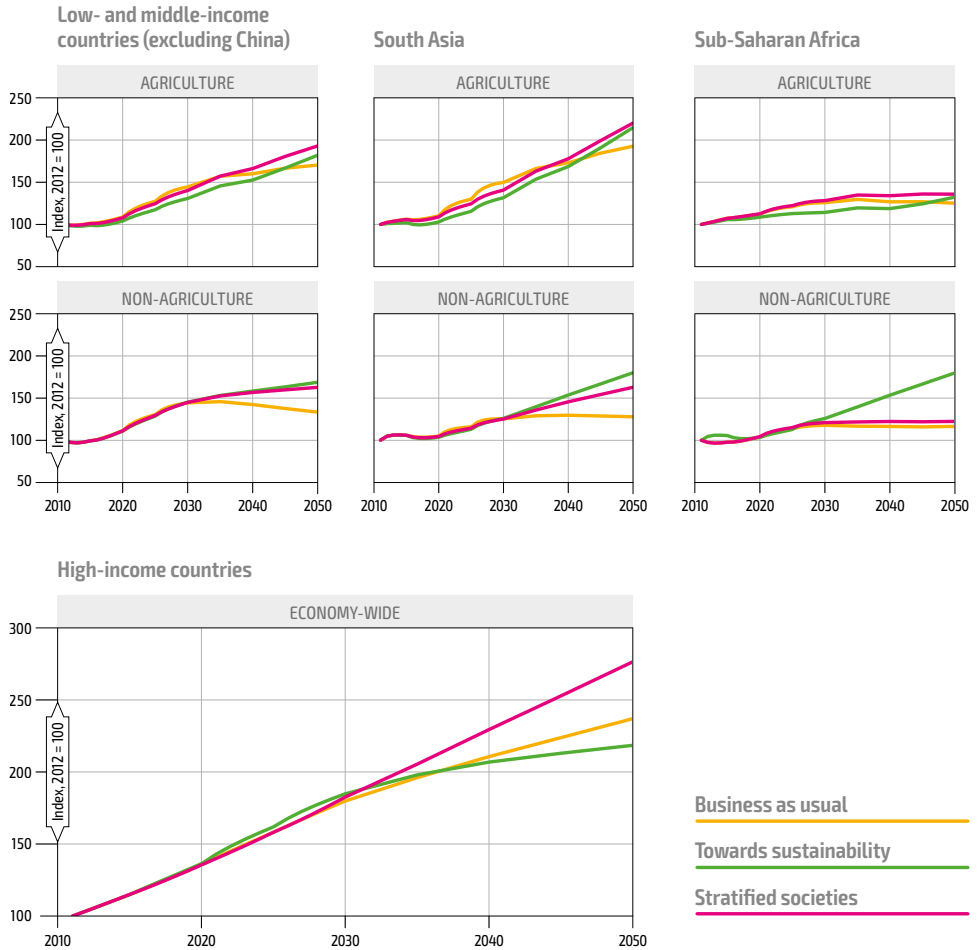 Low- and middle-income
countries (excluding China)
South Asia
Sub-Saharan Africa
AGRICULTURE
AGRICULTURE
AGRICULTURE
250
200
150
100
50
Index, 2012 = 100
NON-AGRICULTURE
NON-AGRICULTURE
NON-AGRICULTURE
250
200
150
100
50
Index, 2012 = 100
2010 2020 2030 2040 2050
2010 2020 2030 2040 2050
2010 2020 2030 2040 2050
High-income countries
ECONOMY-WIDE
300
250
200
150
100
Index, 2012 = 100
2010 2020 2030 2040 2050
Business as usual
Towards sustainability
Stratified societies